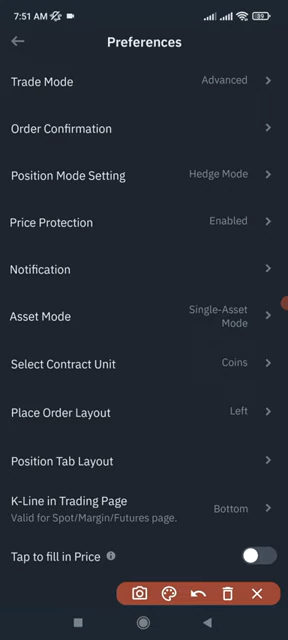 7:51 AM
89
Preferences
Trade Mode Advanced
Order Confirmation
Position Mode Setting Hedge Mode
Price Protection Enabled
Notification
Asset Mode Single-Asset
Mode
Select Contract Unit Coins
Place Order Layout Left
Position Tab Layout
K-Line in Trading Page Bottom
Valid for Spot/Margin/Futures page.
Tap to fill in Price